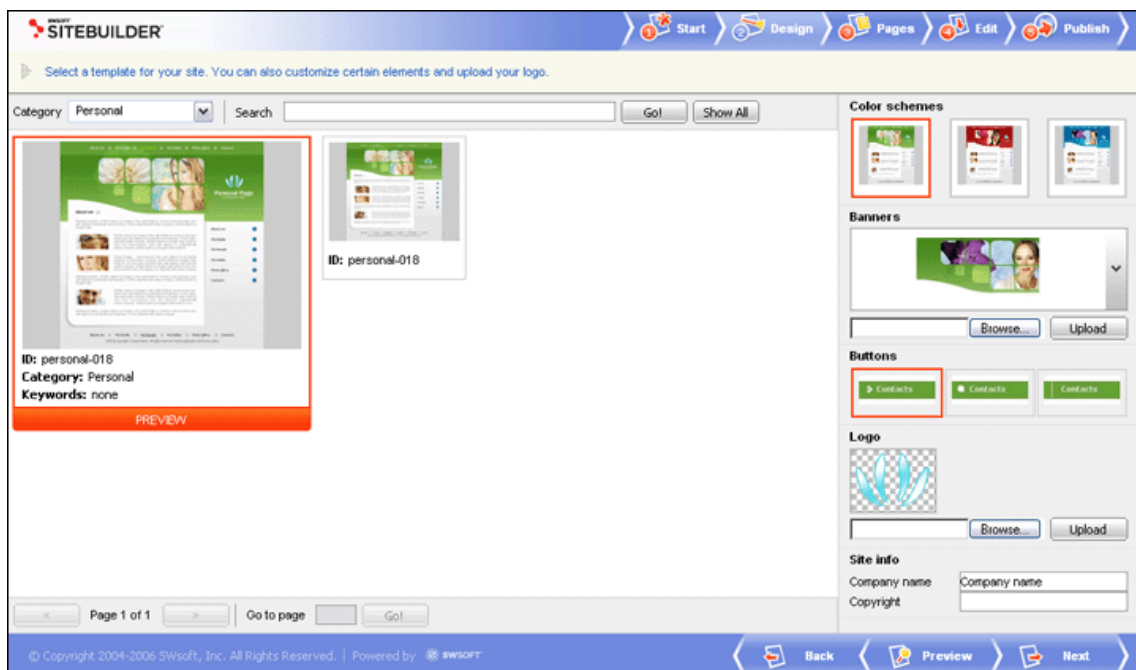 SWSOFT
SITEBUILDER
1 Start 2 Design 3 Pages 4 Edit 5 Publish
Select a template for your site. You can also customize certain elements and upload your logo.
Category Personal Search Go! Show All
Color schemes
Personal Page
ID: personal-018
ID: personal-018
Category: Personal
Keywords: none
PREVIEW
Banners
Browse... Upload
Buttons
Contacts Contacts Contacts
Logo
Browse... Upload
Site info
Company name Company name
Copyright
< Page 1 of 1 > Go to page Go!
© Copyright 2004-2006 SWsoft, Inc. All Rights Reserved. | Powered by SWSOFT
Back Preview Next